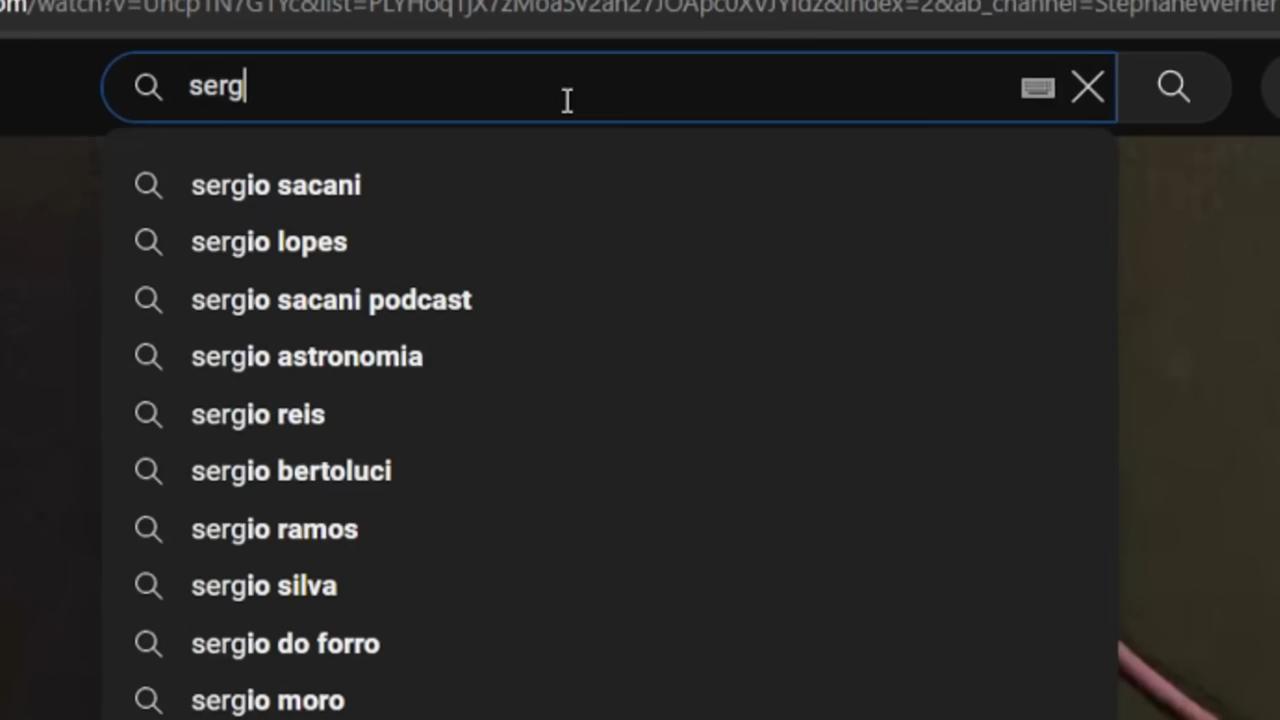 serg
sergio sacani
sergio lopes
sergio sacani podcast
sergio astronomia
sergio reis
sergio bertoluci
sergio ramos
sergio silva
sergio do forro
sergio moro